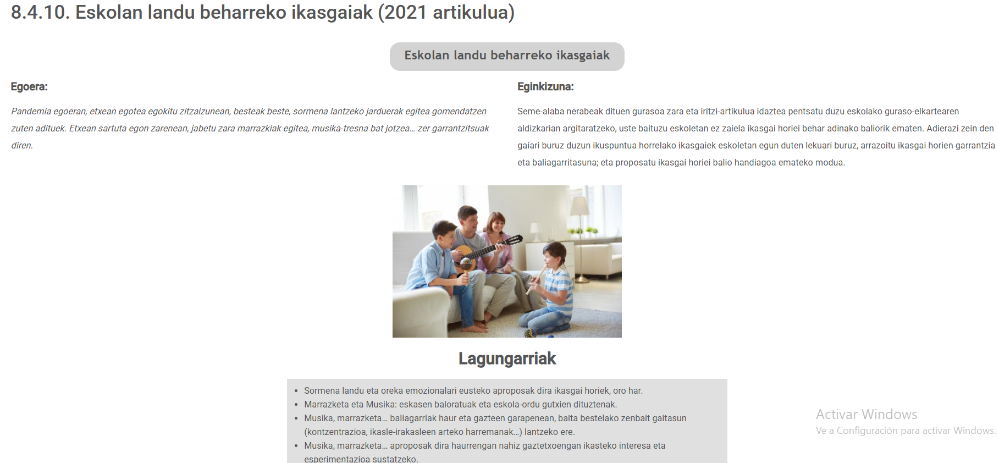 8.4.10. Eskolan landu beharreko ikasgaiak (2021 artikulua)
Eskolan landu beharreko ikasgaiak
Egoera:
Pandemia egoeran, etxean egotea egokitu zitzaizunean, besteak beste, sormena lantzeko jarduerak egitea gomendatzen
zuten adituek. Etxean sartuta egon zarenean, jabetu zara marrazkiak egitea, musika-tresna bat jotzea... zer garrantzitsuak
diren.
Eginkizuna:
Seme-alaba nerabeak dituen gurasoa zara eta iritzi-artikulua idaztea pentsatu duzu eskolako guraso-elkartearen
aldizkarian argitaratzeko, uste baituzu eskoletan ez zaiela ikasgai horiei behar adinako baliorik ematen. Adierazi zein den
gaiari buruz duzun ikuspuntua horrelako ikasgaiek eskoletan egun duten lekuari buruz, arrazoitu ikasgai horien garrantzia
eta baliagarritasuna; eta proposatu ikasgai horiei balio handiagoa emateko modua.
Lagungarriak
• Sormena landu eta oreka emozionalari eusteko aproposak dira ikasgai horiek, oro har.
• Marrazketa eta Musika: eskasen baloratuak eta eskola-ordu gutxien dituztenak.
• Musika, marrazketa... baliagarriak haur eta gazteen garapenean, baita bestelako zenbait gaitasun
(kontzentrazioa, ikasle-irakasleen arteko harremanak...) lantzeko ere.
• Musika, marrazketa... aproposak dira haurrengan nahiz gaztetxoengan ikasteko interesa eta
esperimentazioa sustatzeko.
Activar Windows
Ve a Configuración para activar Windows.